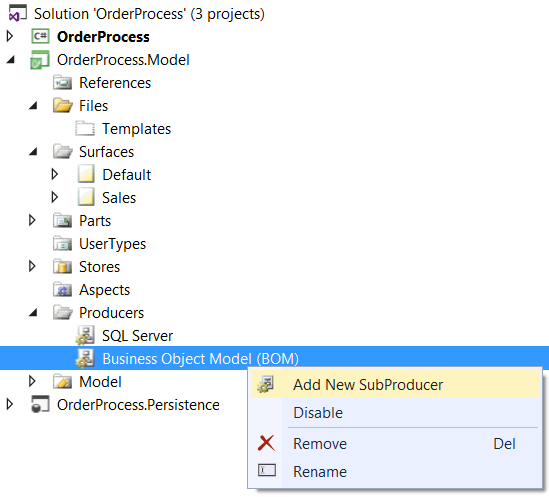 Solution 'OrderProcess' (3 projects)
C# OrderProcess
OrderProcess.Model
References
Files
Templates
Surfaces
Default
Sales
Parts
UserTypes
Stores
Aspects
Producers
SQL Server
Business Object Model (BOM)
Model
OrderProcess.Persistence
Add New SubProducer
Disable
Remove Del
Rename